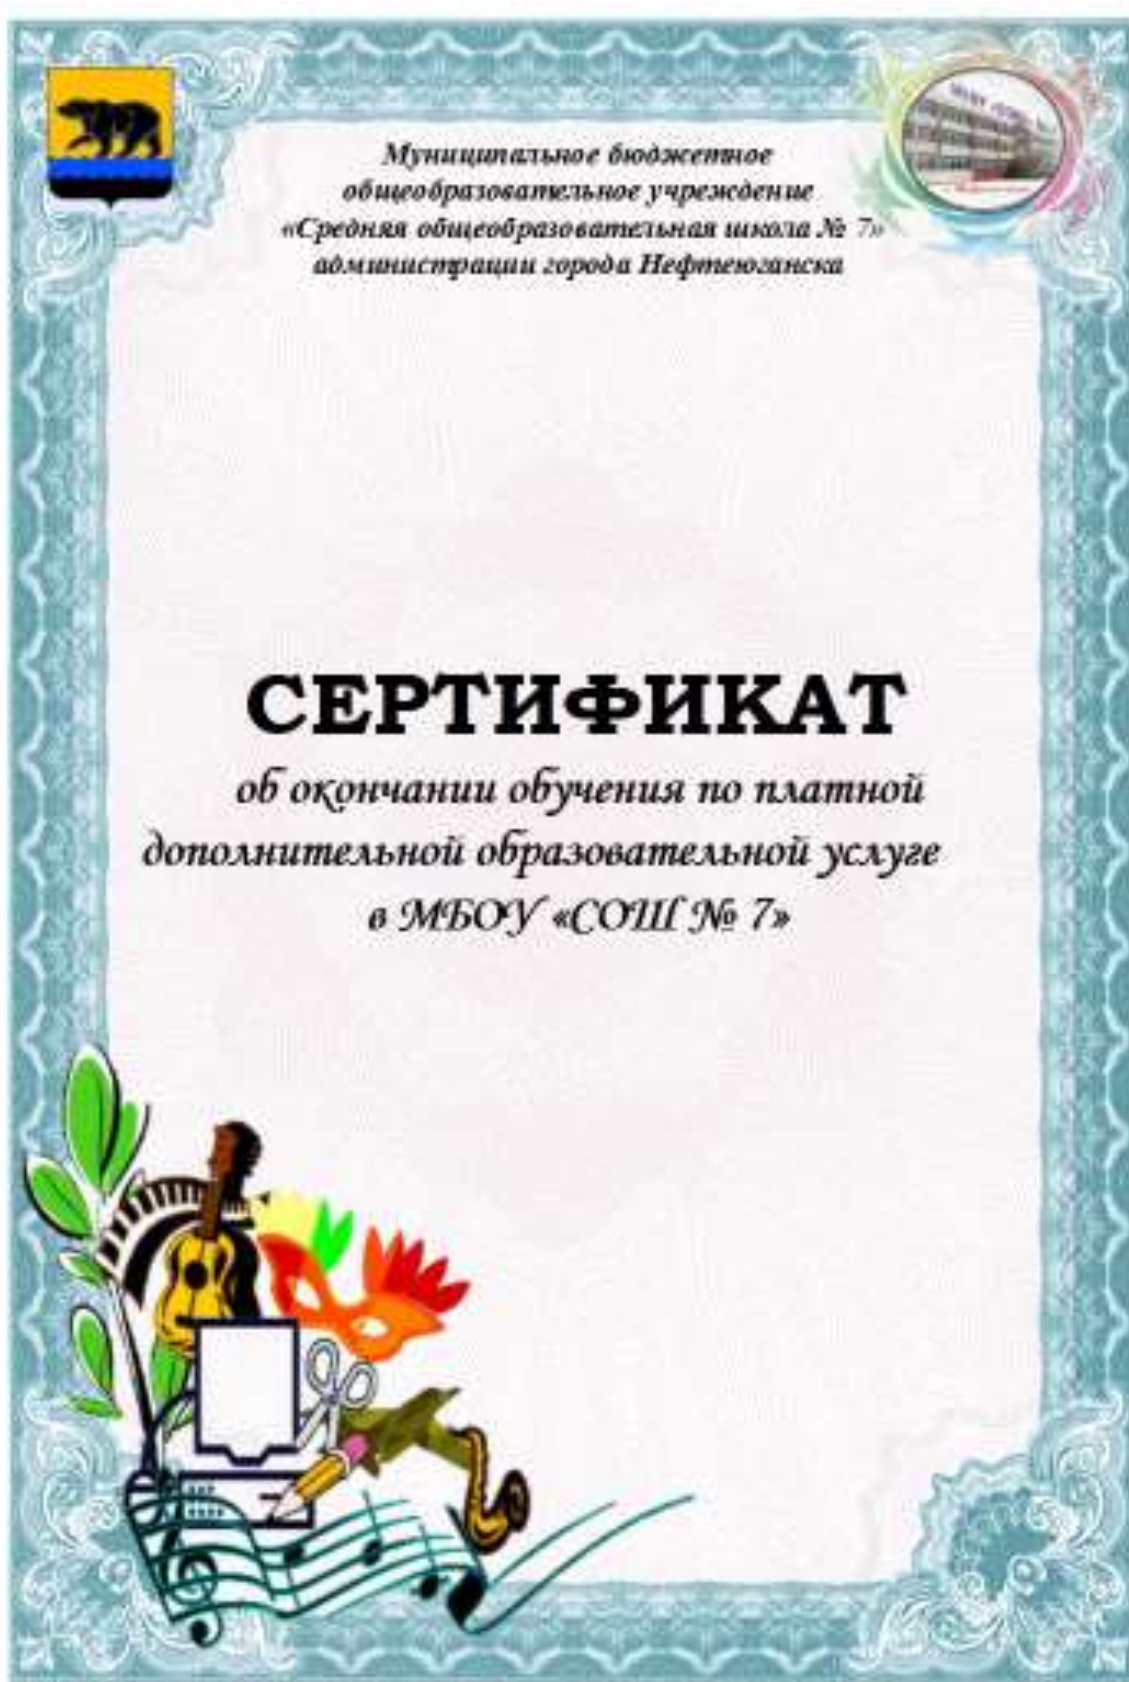 Муниципальное бюджетное
общеобразовательное учреждение
«Средняя общеобразовательная школа № 7»
администрации города Нефтеюганска
СЕРТИФИКАТ
об окончании обучения по платной
дополнительной образовательной услуге
в МБОУ «СОШ № 7»